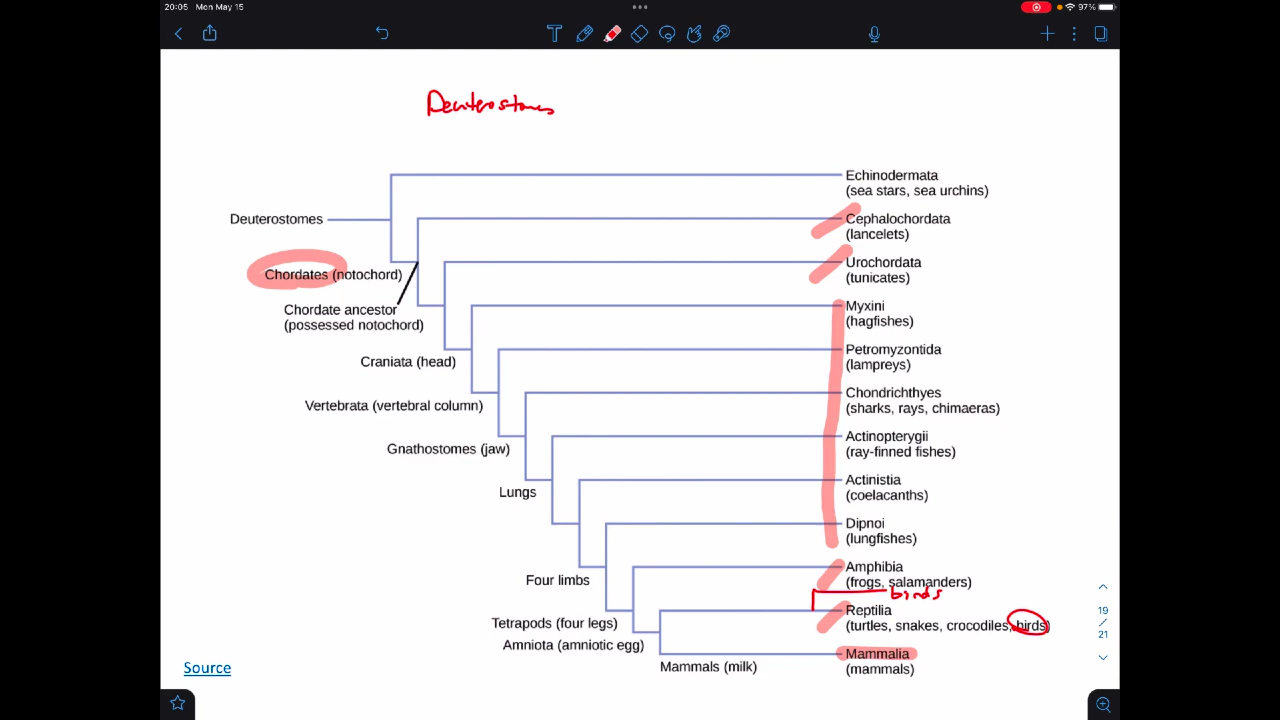 20:05 Mon May 15
97%
Deuterostomes
Echinodermata
(sea stars, sea urchins)
Deuterostomes
Cephalochordata
(lancelets)
Chordates (notochord)
Urochordata
(tunicates)
Chordate ancestor
(possessed notochord)
Myxini
(hagfishes)
Craniata (head)
Petromyzontida
(lampreys)
Vertebrata (vertebral column)
Chondrichthyes
(sharks, rays, chimaeras)
Gnathostomes (jaw)
Actinopterygii
(ray-finned fishes)
Lungs
Actinistia
(coelacanths)
Dipnoi
(lungfishes)
Four limbs
Amphibia
(frogs, salamanders)
birds
Tetrapods (four legs)
Reptilia
(turtles, snakes, crocodiles, birds)
Amniota (amniotic egg)
Mammals (milk)
Mammalia
(mammals)
Source
19
/
21